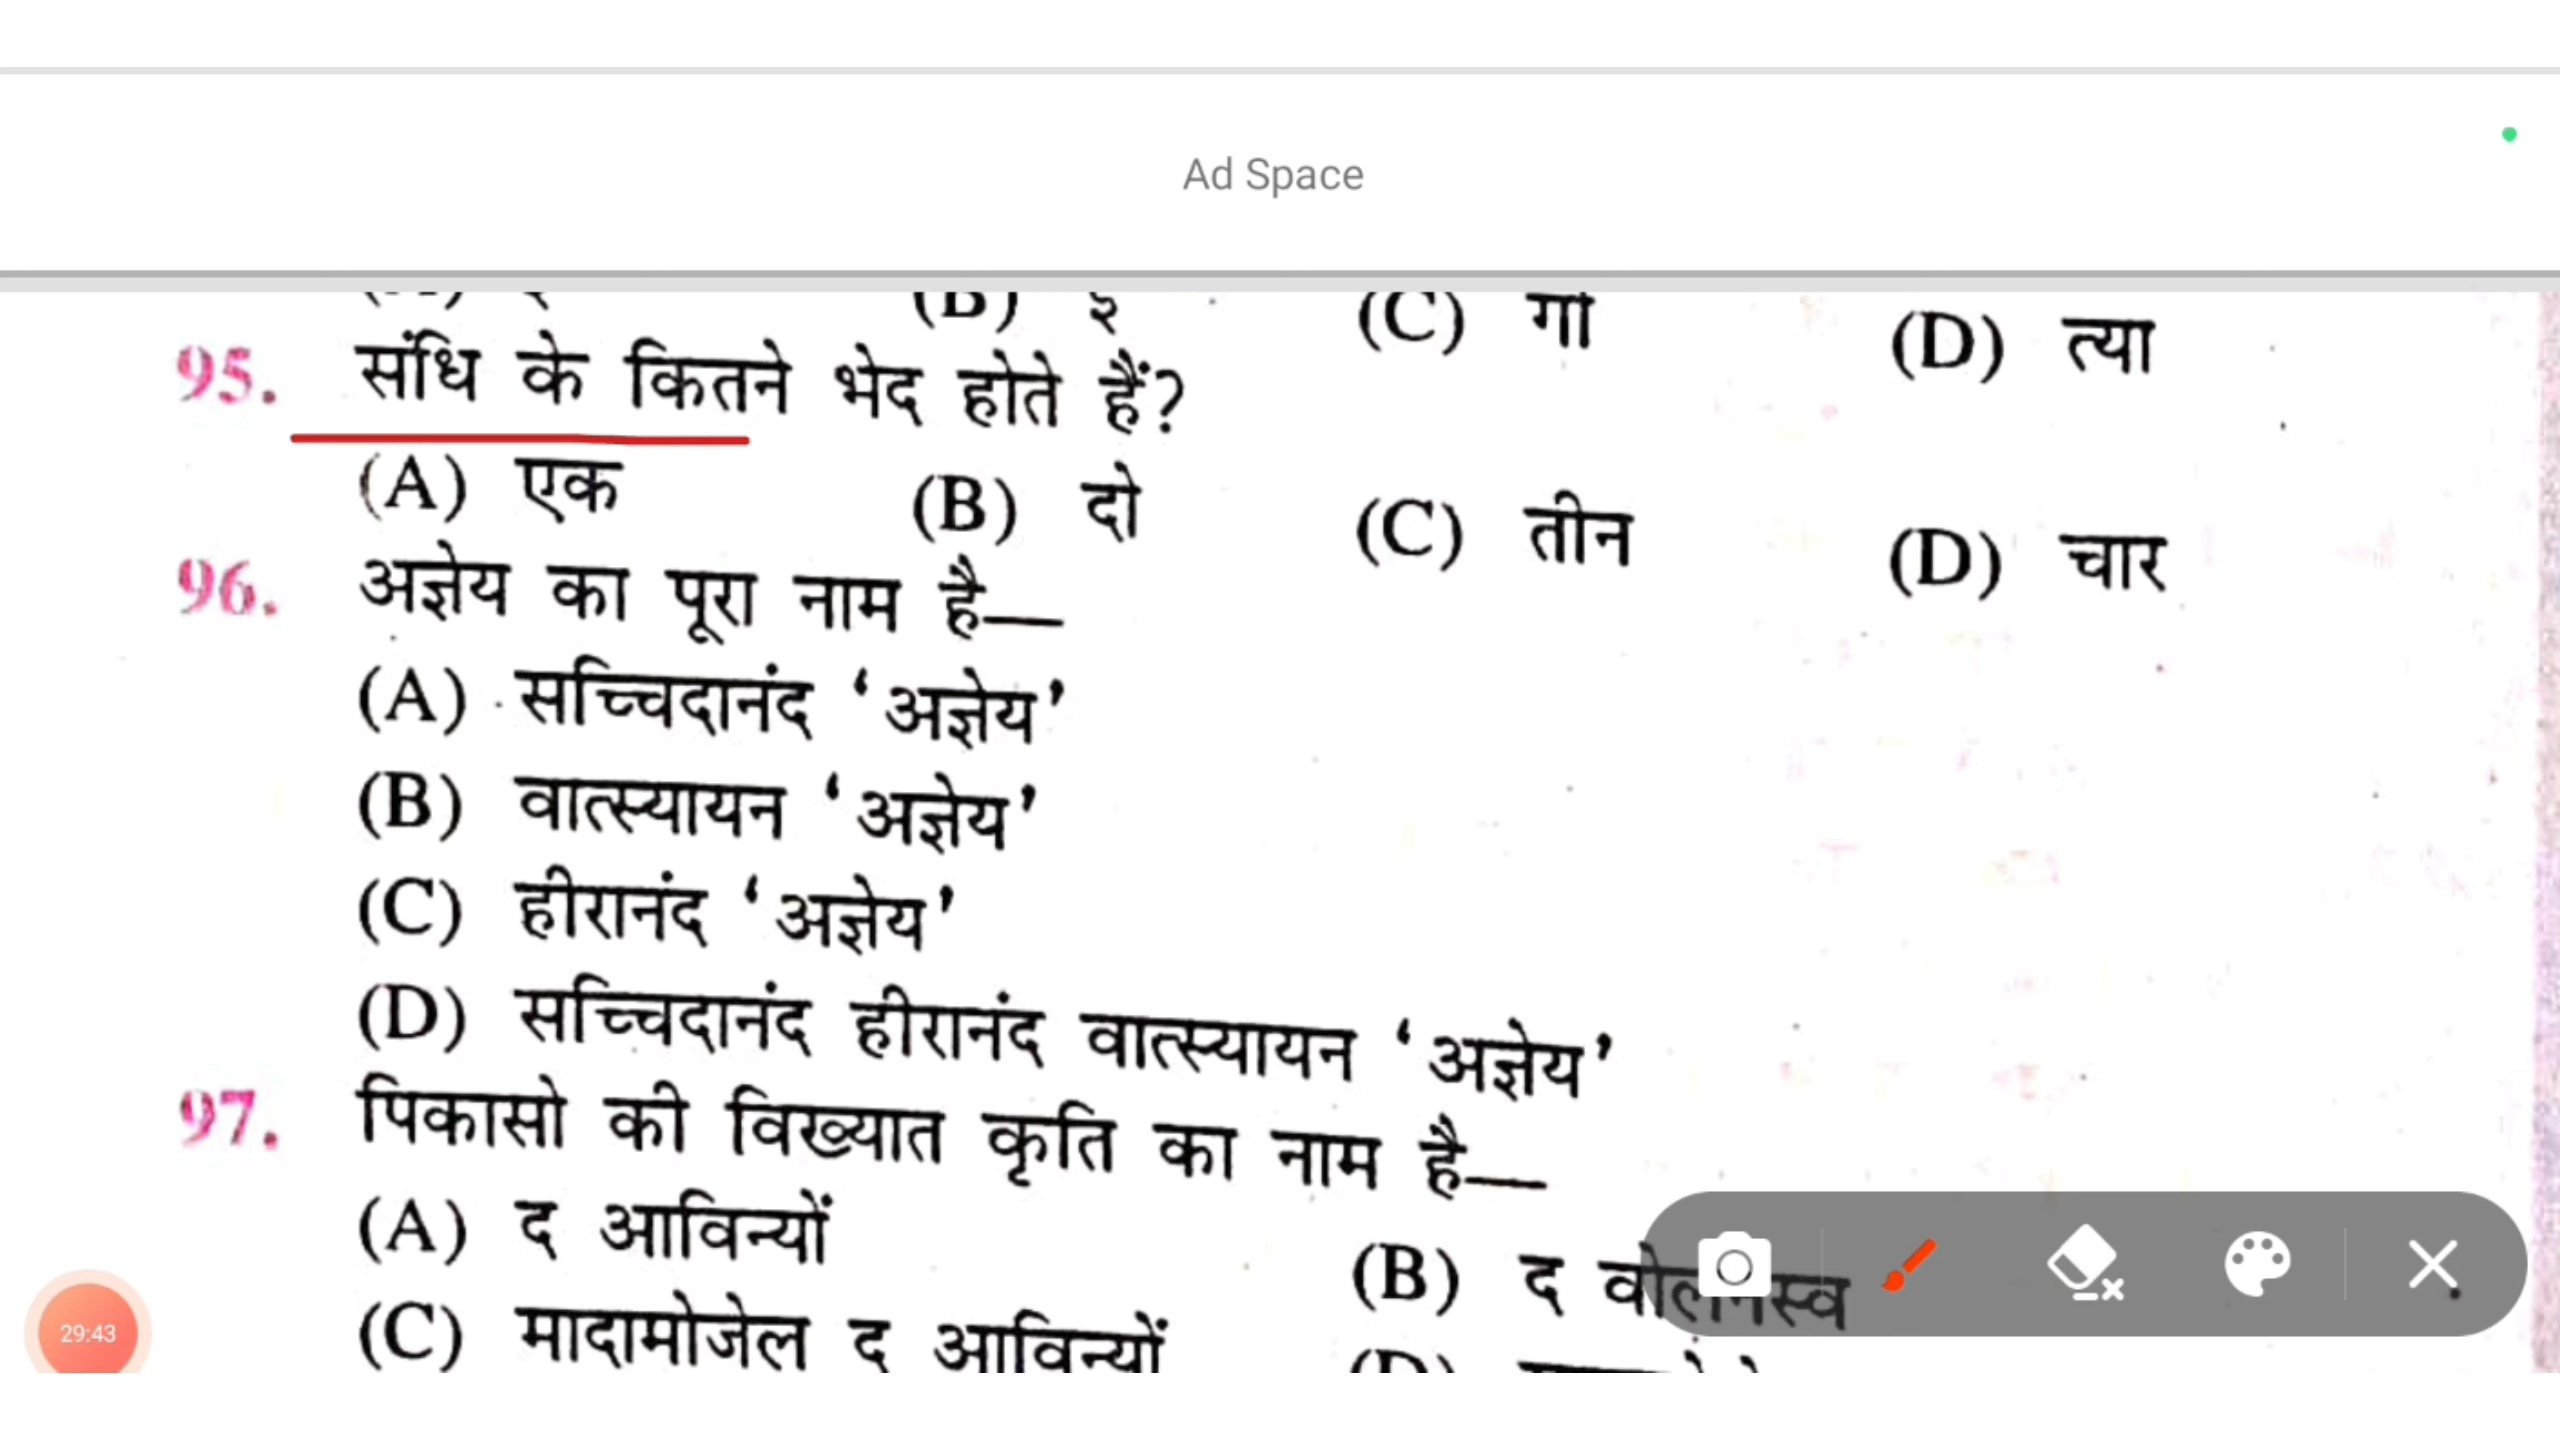 Ad Space
(B) इ (C) गा (D) त्या
95. संधि के कितने भेद होते हैं?
(A) एक (B) दो (C) तीन (D) चार
96. अज्ञेय का पूरा नाम है—
(A) सच्चिदानंद ‘अज्ञेय’
(B) वात्स्यायन ‘अज्ञेय’
(C) हीरानंद ‘अज्ञेय’
(D) सच्चिदानंद हीरानंद वात्स्यायन ‘अज्ञेय’
97. पिकासो की विख्यात कृति का नाम है—
(A) द आविन्यों (B) द
(C) मादामोजेल द आविन्यों (D)
29:43